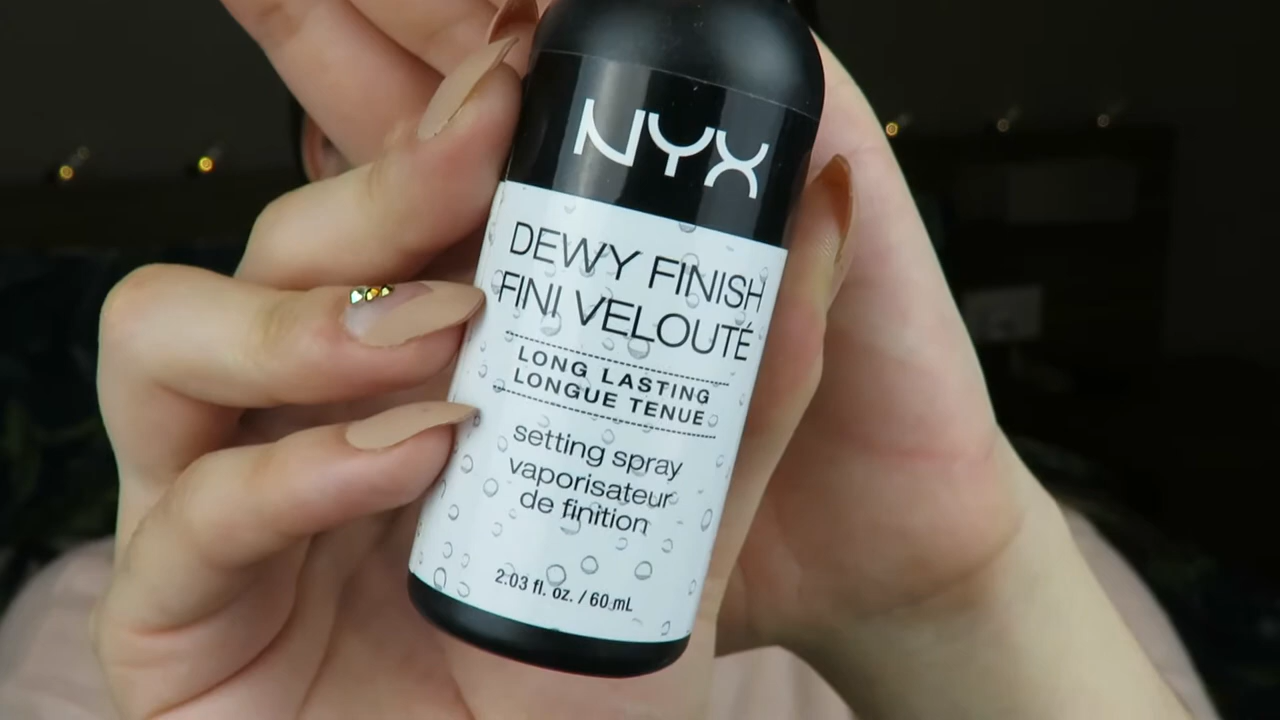 NYX
DEWY FINISH
FINI VELOUTÉ
LONG LASTING
LONGUE TENUE
setting spray
vaporisateur
de finition
2.03 fl. oz. / 60 mL